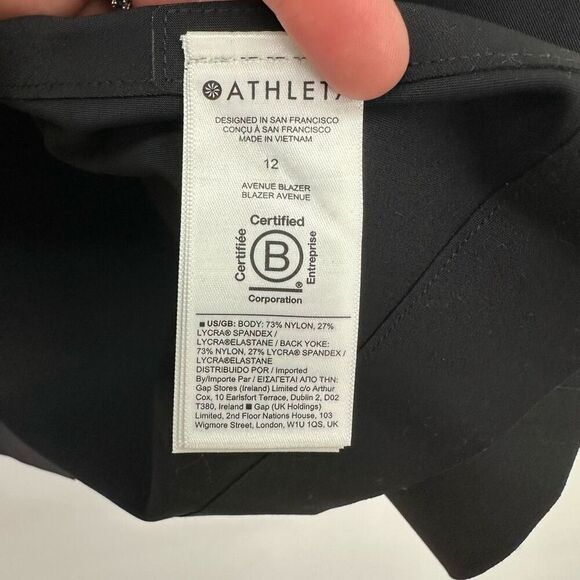 ATHLETA
DESIGNED IN SAN FRANCISCO
CONÇU À SAN FRANCISCO
MADE IN VIETNAM
12
AVENUE BLAZER
BLAZER AVENUE
Certified
Certifiée
B
Entreprise
®
Corporation
■ US/GB: BODY: 73% NYLON, 27%
LYCRA® SPANDEX /
LYCRA®ELASTANE / BACK YOKE:
73% NYLON, 27% LYCRA® SPANDEX /
LYCRA®ELASTANE
DISTRIBUIDO POR / Imported
By/Importe Par / ΕΙΣΑΓΕΤΑΙ ΑΠΟ ΤΗΝ:
Gap Stores (Ireland) Limited c/o Arthur
Cox, 10 Earlsfort Terrace, Dublin 2, D02
T380, Ireland ■ Gap (UK Holdings)
Limited, 2nd Floor Nations House, 103
Wigmore Street, London, W1U 1QS, UK